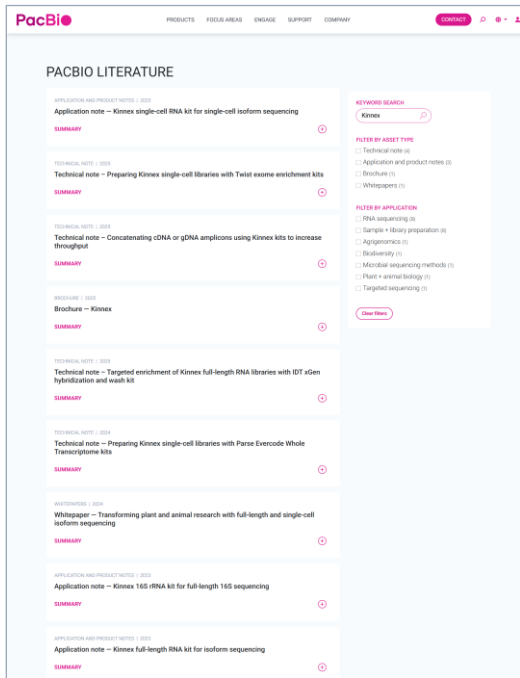 PacBio
PRODUCTS FOCUS AREAS ENGAGE SUPPORT COMPANY
CONTACT
PACBIO LITERATURE
APPLICATION AND PRODUCT NOTES | 2023
Application note — Kinnex single-cell RNA kit for single-cell isoform sequencing
SUMMARY
TECHNICAL NOTE | 2025
Technical note – Preparing Kinnex single-cell libraries with Twist exome enrichment kits
SUMMARY
TECHNICAL NOTE | 2025
Technical note – Concatenating cDNA or gDNA amplicons using Kinnex kits to increase
throughput
SUMMARY
BROCHURE | 2023
Brochure — Kinnex
SUMMARY
TECHNICAL NOTE | 2025
Technical note – Targeted enrichment of Kinnex full-length RNA libraries with IDT xGen
hybridization and wash kit
SUMMARY
TECHNICAL NOTE | 2024
Technical note — Preparing Kinnex single-cell libraries with Parse Evercode Whole
Transcriptome kits
SUMMARY
WHITEPAPERS | 2024
Whitepaper — Transforming plant and animal research with full-length and single-cell
isoform sequencing
SUMMARY
APPLICATION AND PRODUCT NOTES | 2023
Application note — Kinnex 16S rRNA kit for full-length 16S sequencing
SUMMARY
APPLICATION AND PRODUCT NOTES | 2023
Application note — Kinnex full-length RNA kit for isoform sequencing
SUMMARY
KEYWORD SEARCH
Kinnex
FILTER BY ASSET TYPE
Technical note (4)
Application and product notes (3)
Brochure (1)
Whitepapers (1)
FILTER BY APPLICATION
RNA sequencing
Sample + library preparation
Agrigenomics (1)
Biodiversity (1)
Microbial sequencing methods (1)
Plant + animal biology (1)
Targeted sequencing (1)
Clear filters